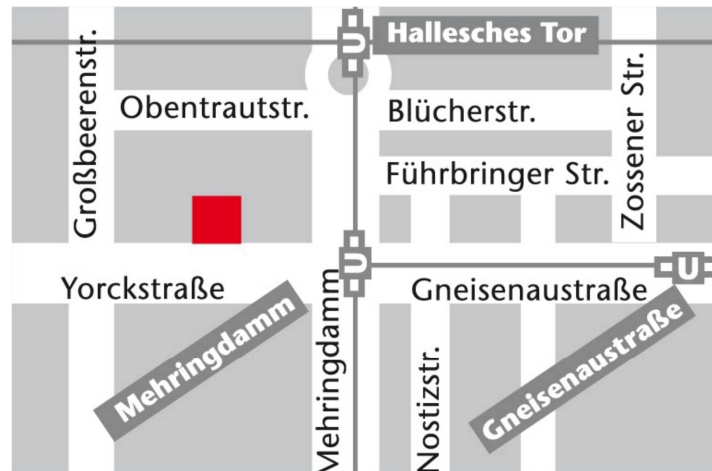 U
Hallesches Tor
Großbeerenstr.
Obentrautstr.
Blücherstr.
Zossener Str.
Führbringer Str.
U
U
Yorckstraße
Gneisenaustraße
Mehringdamm
Mehringdamm
Nostizstr.
Gneisenaustraße